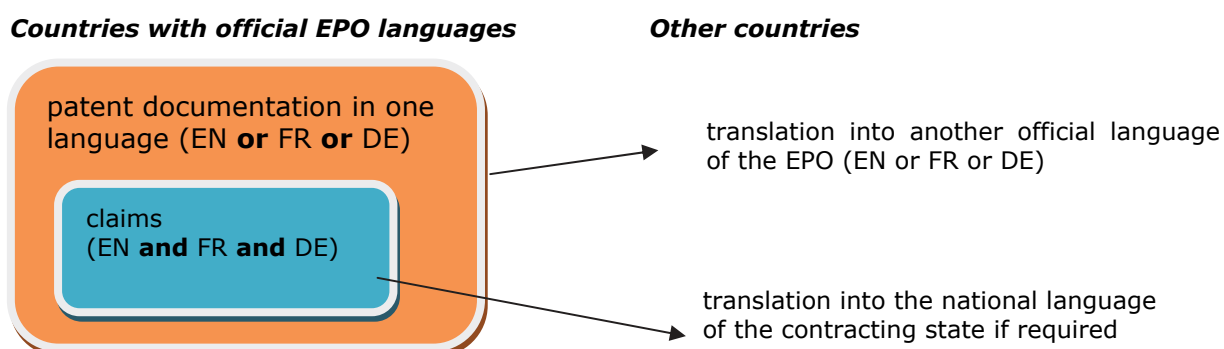 Countries with official EPO languages
Other countries
patent documentation in one
language (EN or FR or DE)
claims
(EN and FR and DE)
translation into another official language
of the EPO (EN or FR or DE)
translation into the national language
of the contracting state if required